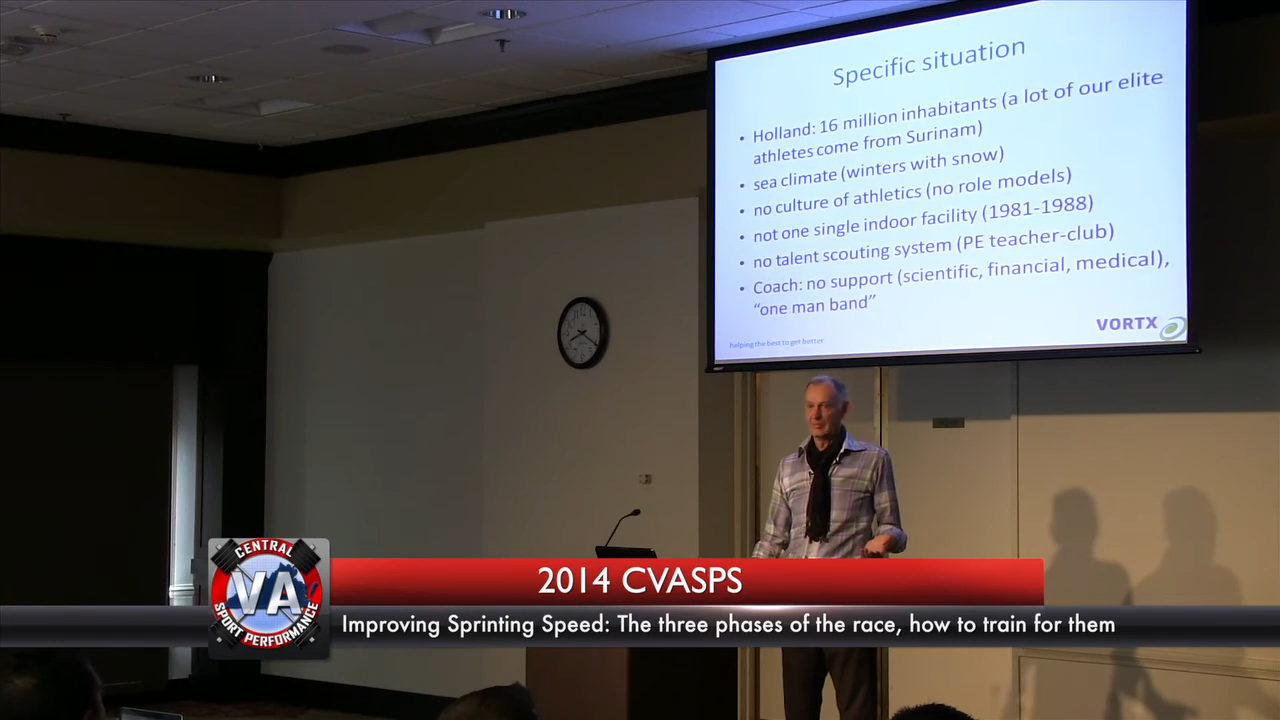 Specific situation
• Holland: 16 million inhabitants (a lot of our elite
athletes come from Surinam)
• sea climate (winters with snow)
• no culture of athletics (no role models)
• not one single indoor facility (1981-1988)
• no talent scouting system (PE teacher-club)
• Coach: no support (scientific, financial, medical),
“one man band”
VORTX
helping the best to get better
CENTRAL
VA
SPORT PERFORMANCE
2014 CVASPS
Improving Sprinting Speed: The three phases of the race, how to train for them